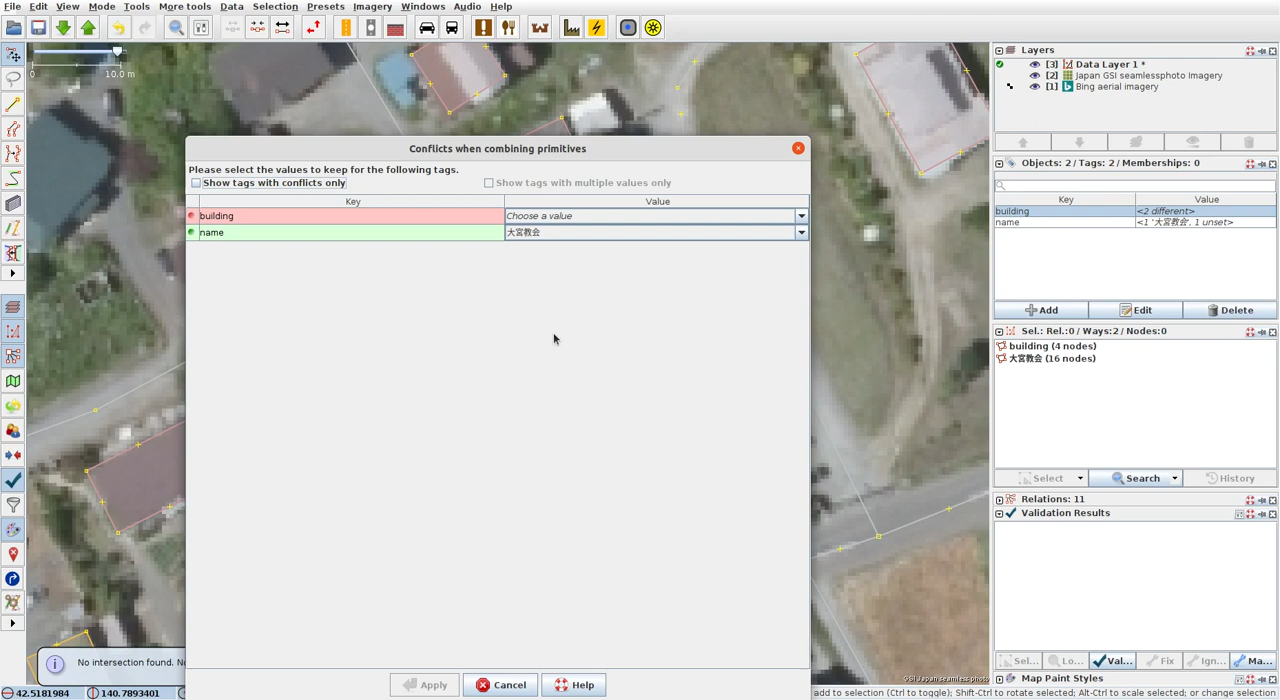 File Edit View Mode Tools More tools Data Selection Presets Imagery Windows Audio Help
0 10.0 m
Layers
[3] Data Layer 1 *
[2] Japan GSI seamlessphoto Imagery
[1] Bing aerial imagery
Objects: 2 / Tags: 2 / Memberships: 0
Key Value
building <2 different>
name <1 '大宮教会', 1 unset>
Add Edit Delete
Sel.: Rel.:0 / Ways:2 / Nodes:0
building (4 nodes)
大宮教会 (16 nodes)
Select Search History
Relations: 11
Validation Results
Sel... Lo... Val... Fix Ign... Ma...
Map Paint Styles
Conflicts when combining primitives
Please select the values to keep for the following tags.
Show tags with conflicts only Show tags with multiple values only
Key Value
building Choose a value
name 大宮教会
Apply Cancel Help
No intersection found. No
GSI Japan seamless photo
42.5181984 140.7893401 add to selection (Ctrl to toggle); Shift-Ctrl to rotate selected; Alt-Ctrl to scale selected; or change selection